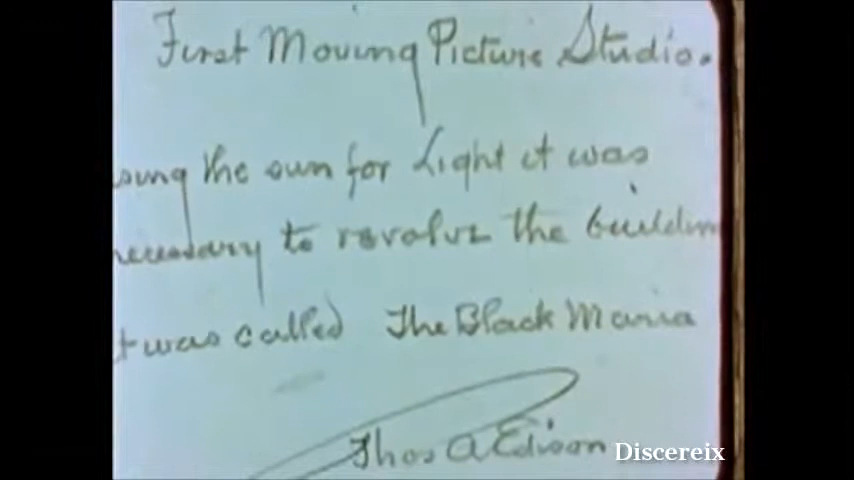 First Moving Picture Studio.
sing the sun for Light it was
necessary to revolve the buildin
t was called The Black Maria
Thos A Edison
Discereix